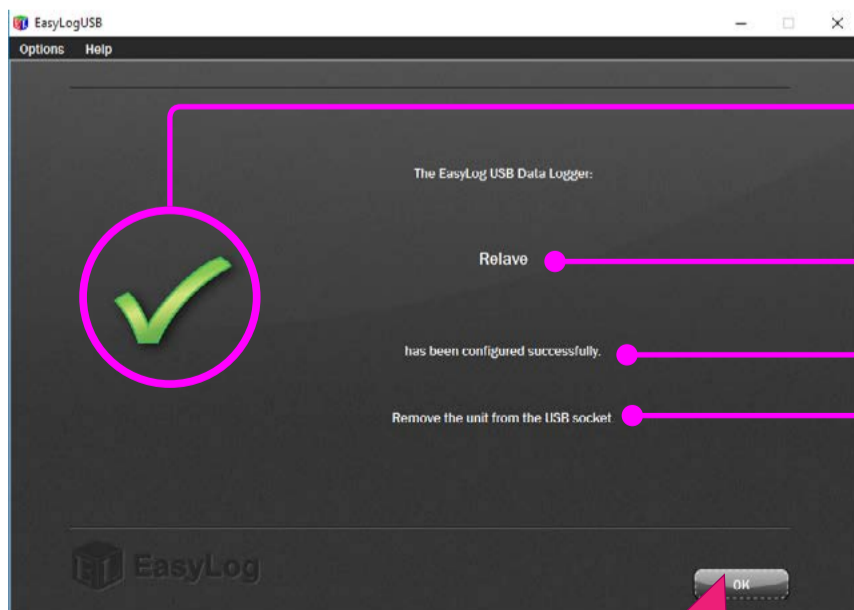 EasyLogUSB
Options Help
The EasyLog USB Data Logger:
Relave
has been configured successfully.
Remove the unit from the USB socket
EL EasyLog
OK